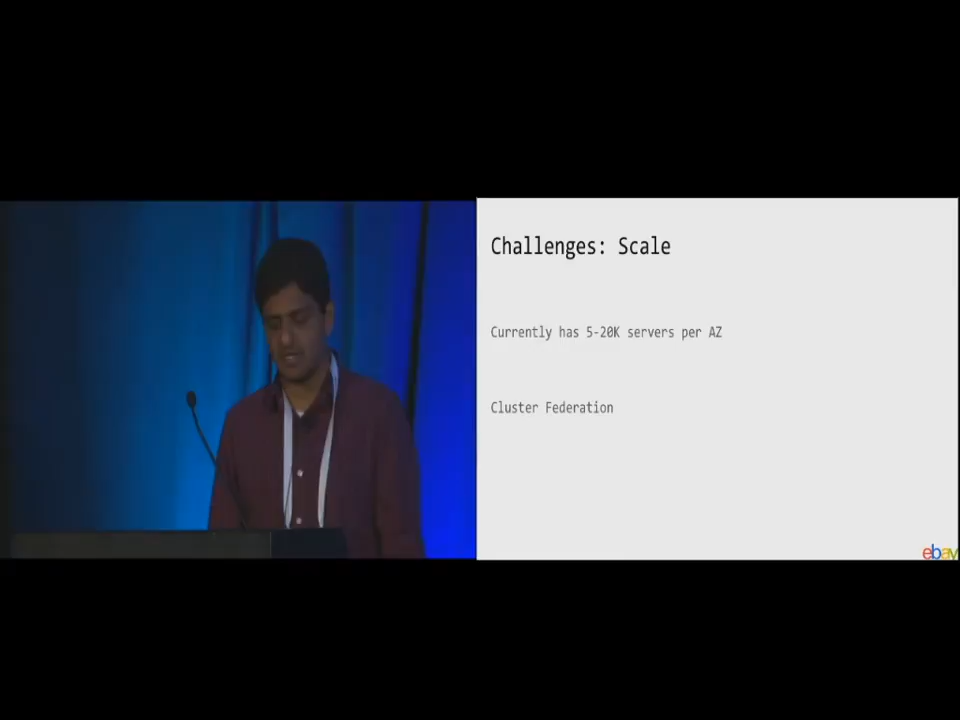 Challenges: Scale
Currently has 5-20K servers per AZ
Cluster Federation
ebay